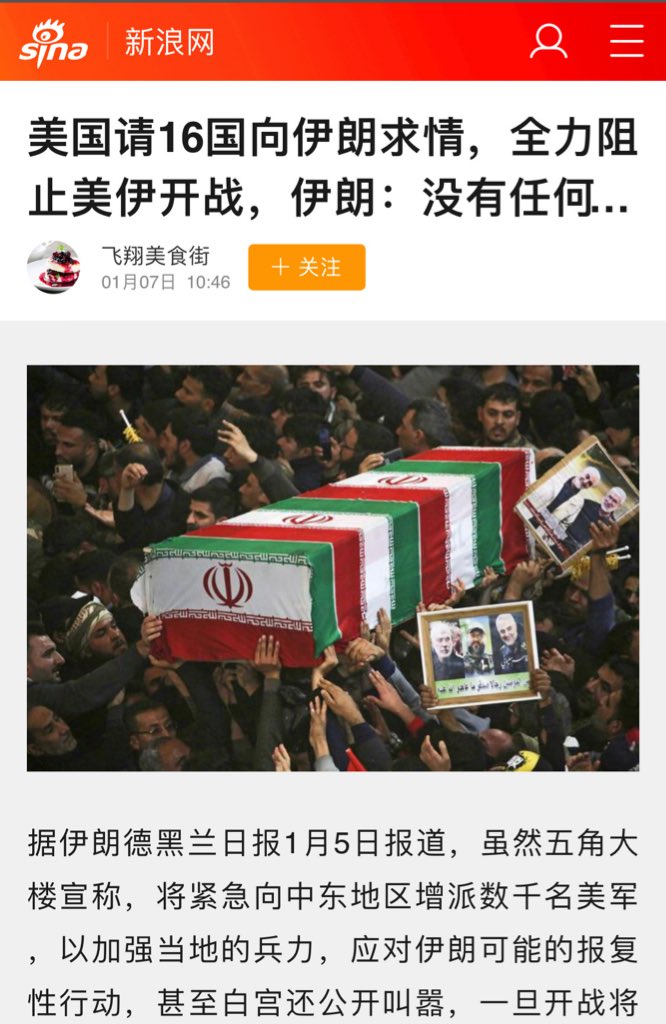 sina
新浪网
美国请16国向伊朗求情，全力阻
止美伊开战，伊朗：没有任何...
飞翔美食街
01月07日 10:46
＋ 关注
据伊朗德黑兰日报1月5日报道，虽然五角大
楼宣称，将紧急向中东地区增派数千名美军
，以加强当地的兵力，应对伊朗可能的报复
性行动，甚至白宫还公开叫嚣，一旦开战将